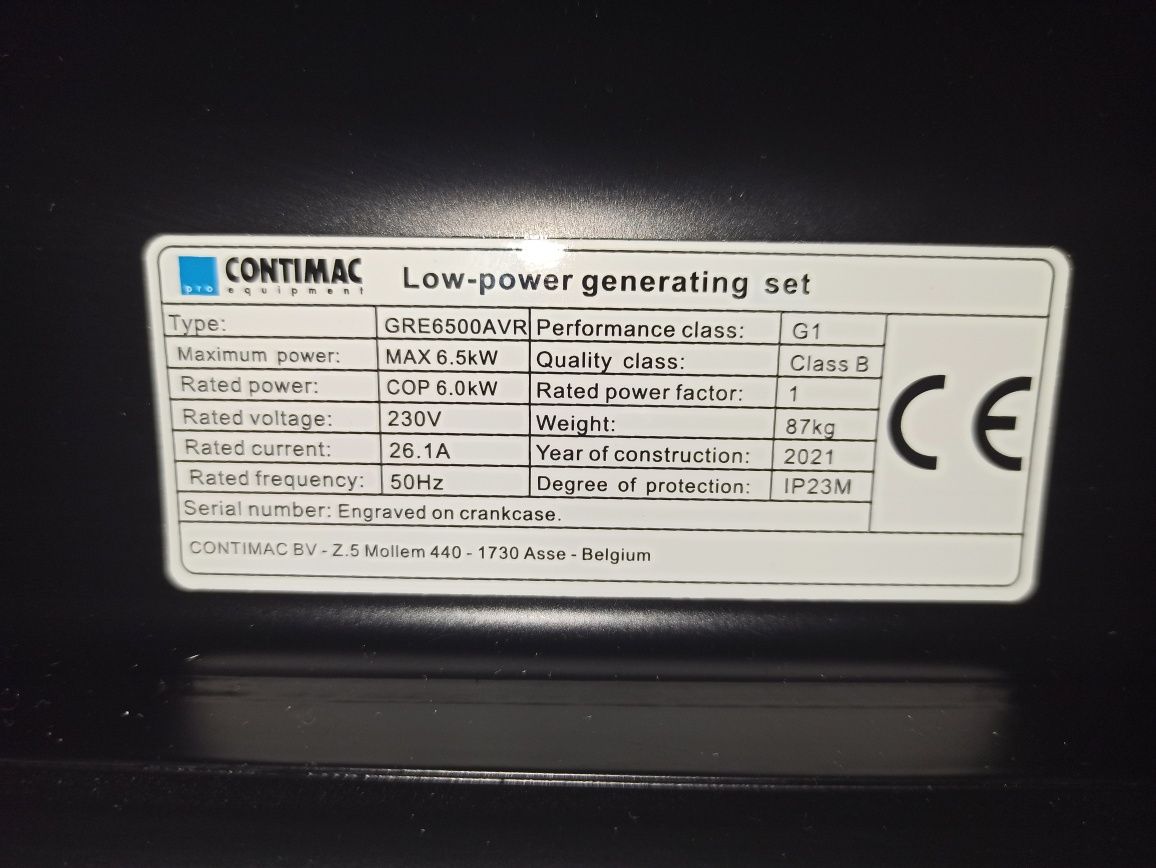 pro CONTIMAC equipment
Low-power generating set
Type: GRE6500AVR Performance class: G1
Maximum power: MAX 6.5kW Quality class: Class B
Rated power: COP 6.0kW Rated power factor: 1
Rated voltage: 230V Weight: 87kg
Rated current: 26.1A Year of construction: 2021
Rated frequency: 50Hz Degree of protection: IP23M
Serial number: Engraved on crankcase.
CE
CONTIMAC BV - Z.5 Mollem 440 - 1730 Asse - Belgium